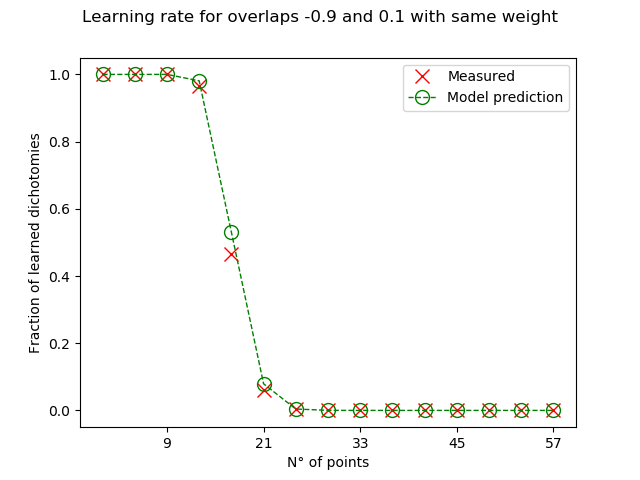 Learning rate for overlaps -0.9 and 0.1 with same weight
Measured
Model prediction
Fraction of learned dichotomies
1.0
0.8
0.6
0.4
0.2
0.0
9
21
33
45
57
N° of points